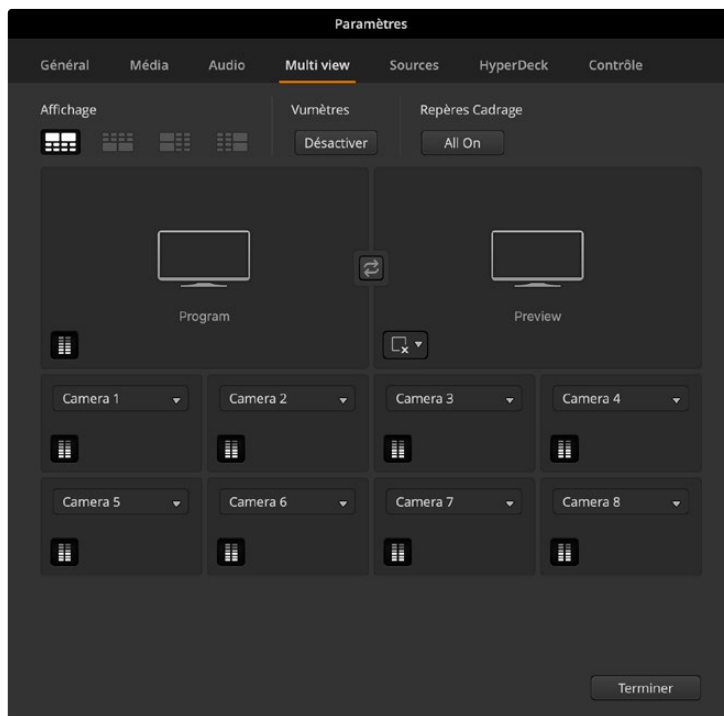 Paramètres
Général Média Audio Multi view Sources HyperDeck Contrôle
Affichage Vumètres Repères Cadrage
Désactiver All On
Program Preview
Camera 1 Camera 2 Camera 3 Camera 4
Camera 5 Camera 6 Camera 7 Camera 8
Terminer